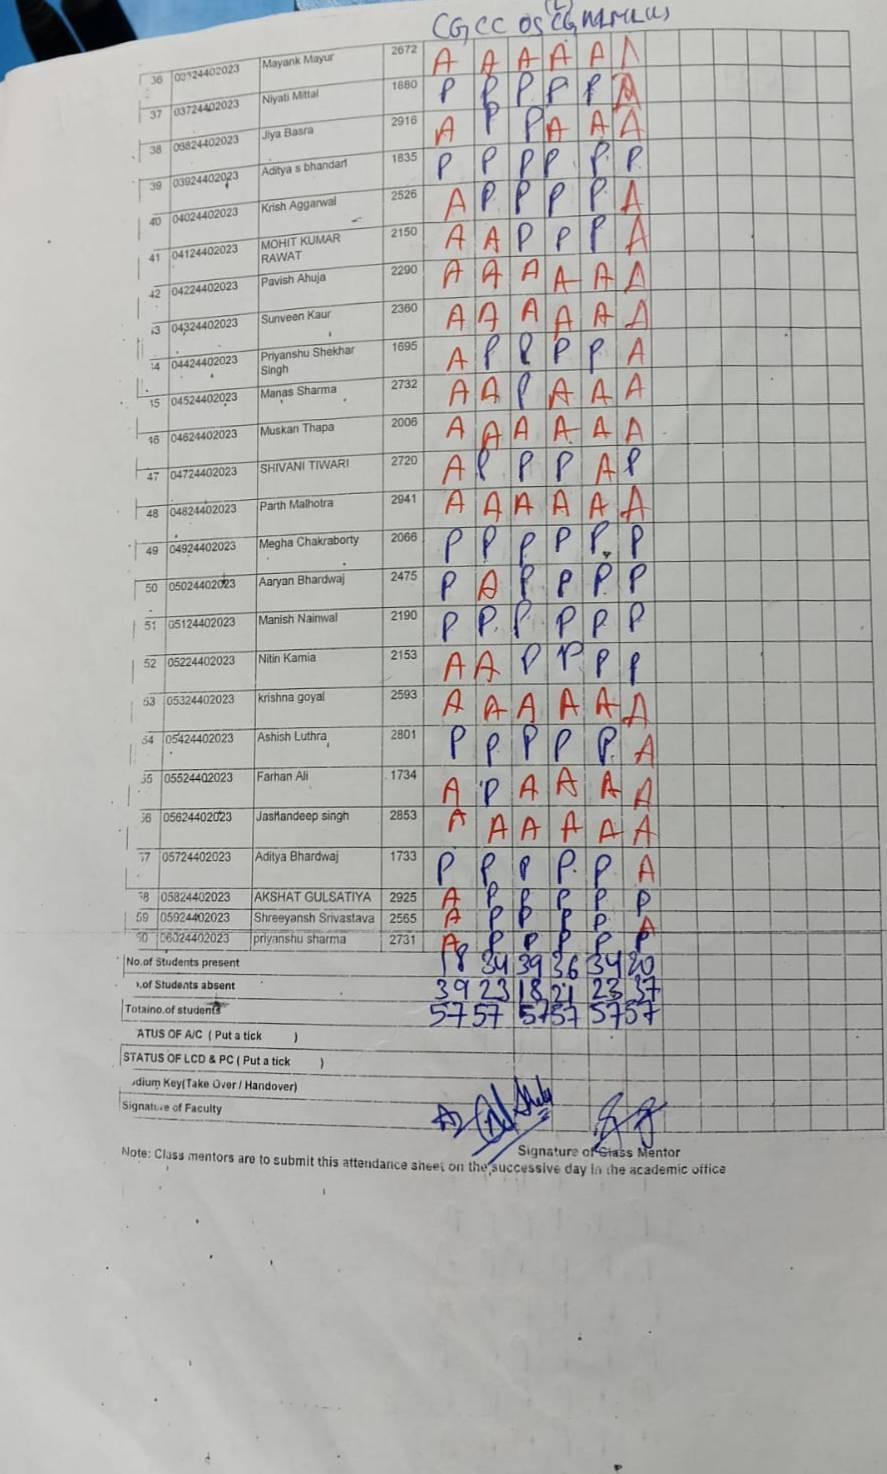 CG CC OS CG
36 03124402023 Mayank Mayur 2672 A A A A A A
37 03724402023 Niyati Mittal 1880 P P P P P A
38 03824402023 Jiya Basra 2916 A P P A A A
39 03924402023 Aditya s bhandari 1835 P P P P P P
40 04024402023 Krish Aggarwal 2526 A P P P P A
41 04124402023 MOHIT KUMAR RAWAT 2150 A A P P P A
42 04224402023 Pavish Ahuja 2290 A A A A A A
43 04324402023 Sunveen Kaur 2360 A A A A A A
44 04424402023 Priyanshu Shekhar Singh 1695 A P P P P A
45 04524402023 Manas Sharma 2732 A A P A A A
46 04624402023 Muskan Thapa 2006 A A A A A A
47 04724402023 SHIVANI TIWARI 2720 A P P P A P
48 04824402023 Parth Malhotra 2941 A A A A A A
49 04924402023 Megha Chakraborty 2066 P P P P P P
50 05024402023 Aaryan Bhardwaj 2475 P A P P P P
51 05124402023 Manish Nainwal 2190 P P P P P P
52 05224402023 Nitin Kamia 2153 A A P P P P
53 05324402023 krishna goyal 2593 A A A A A A
54 05424402023 Ashish Luthra 2801 P P P P P A
55 05524402023 Farhan Ali 1734 A P A A A A
56 05624402023 Jashandeep singh 2853 A A A A A A
57 05724402023 Aditya Bhardwaj 1733 P P P P P A
58 05824402023 AKSHAT GULSATIYA 2925 A P P P P P
59 05924402023 Shreeyansh Srivastava 2565 A P P P P A
60 06024402023 priyanshu sharma 2731 A P P P P P
No.of Students present 18 34 39 36 34 20
.of Students absent 39 23 18 21 23 37
Totalno.of students 57 57 57 57 57 57
ATUS OF A/C ( Put a tick )
STATUS OF LCD & PC ( Put a tick )
dium Key(Take Over / Handover)
Signature of Faculty
Signature of Class Mentor
Note: Class mentors are to submit this attendance sheet on the successive day in the academic office